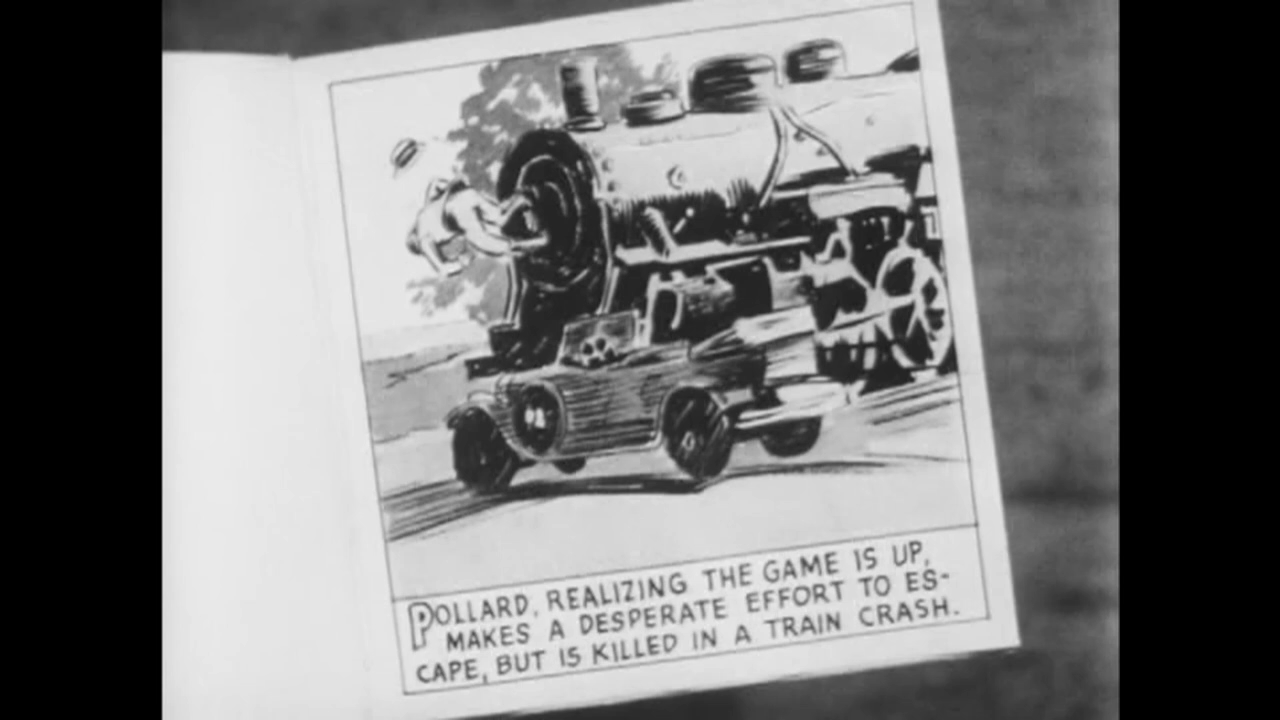 POLLARD, REALIZING THE GAME IS UP,
MAKES A DESPERATE EFFORT TO ES-
CAPE, BUT IS KILLED IN A TRAIN CRASH.